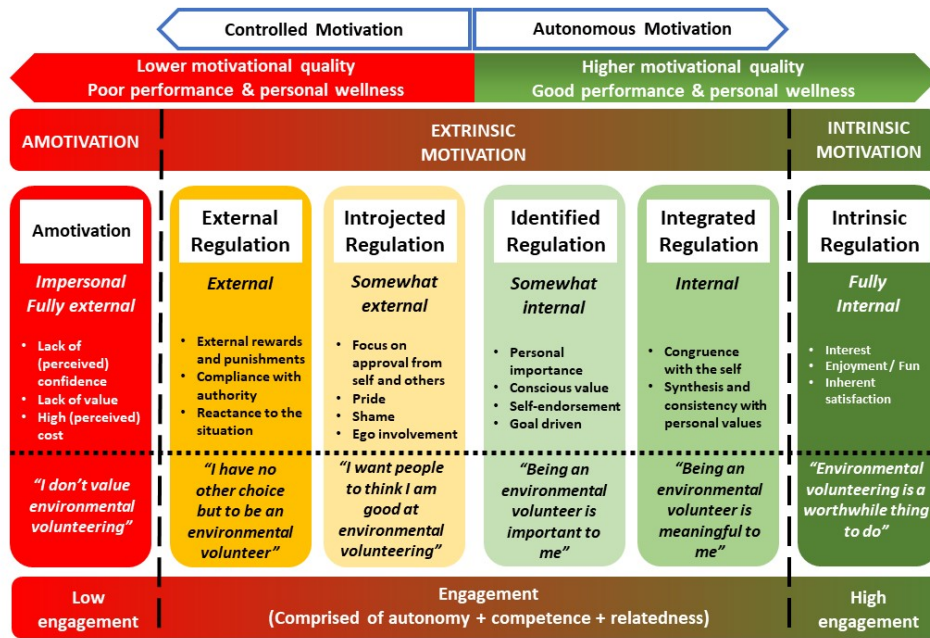 Controlled Motivation
Autonomous Motivation
Lower motivational quality
Poor performance & personal wellness
Higher motivational quality
Good performance & personal wellness
AMOTIVATION
EXTRINSIC
MOTIVATION
INTRINSIC
MOTIVATION
Amotivation
Impersonal
Fully external
• Lack of
(perceived)
confidence
• Lack of value
• High (perceived)
cost
“I don’t value
environmental
volunteering”
External
Regulation
External
• External rewards
and punishments
• Compliance with
authority
• Reactance to the
situation
“I have no
other choice
but to be an
environmental
volunteer”
Introjected
Regulation
Somewhat
external
• Focus on
approval from
self and others
• Pride
• Shame
• Ego involvement
“I want people
to think I am
good at
environmental
volunteering”
Identified
Regulation
Somewhat
internal
• Personal
importance
• Conscious value
• Self-endorsement
• Goal driven
“Being an
environmental
volunteer is
important to
me”
Integrated
Regulation
Internal
• Congruence
with the self
• Synthesis and
consistency with
personal values
“Being an
environmental
volunteer is
meaningful to
me”
Intrinsic
Regulation
Fully
Internal
• Interest
• Enjoyment/ Fun
• Inherent
satisfaction
“Environmental
volunteering is a
worthwhile thing
to do”
Low
engagement
Engagement
(Comprised of autonomy + competence + relatedness)
High
engagement